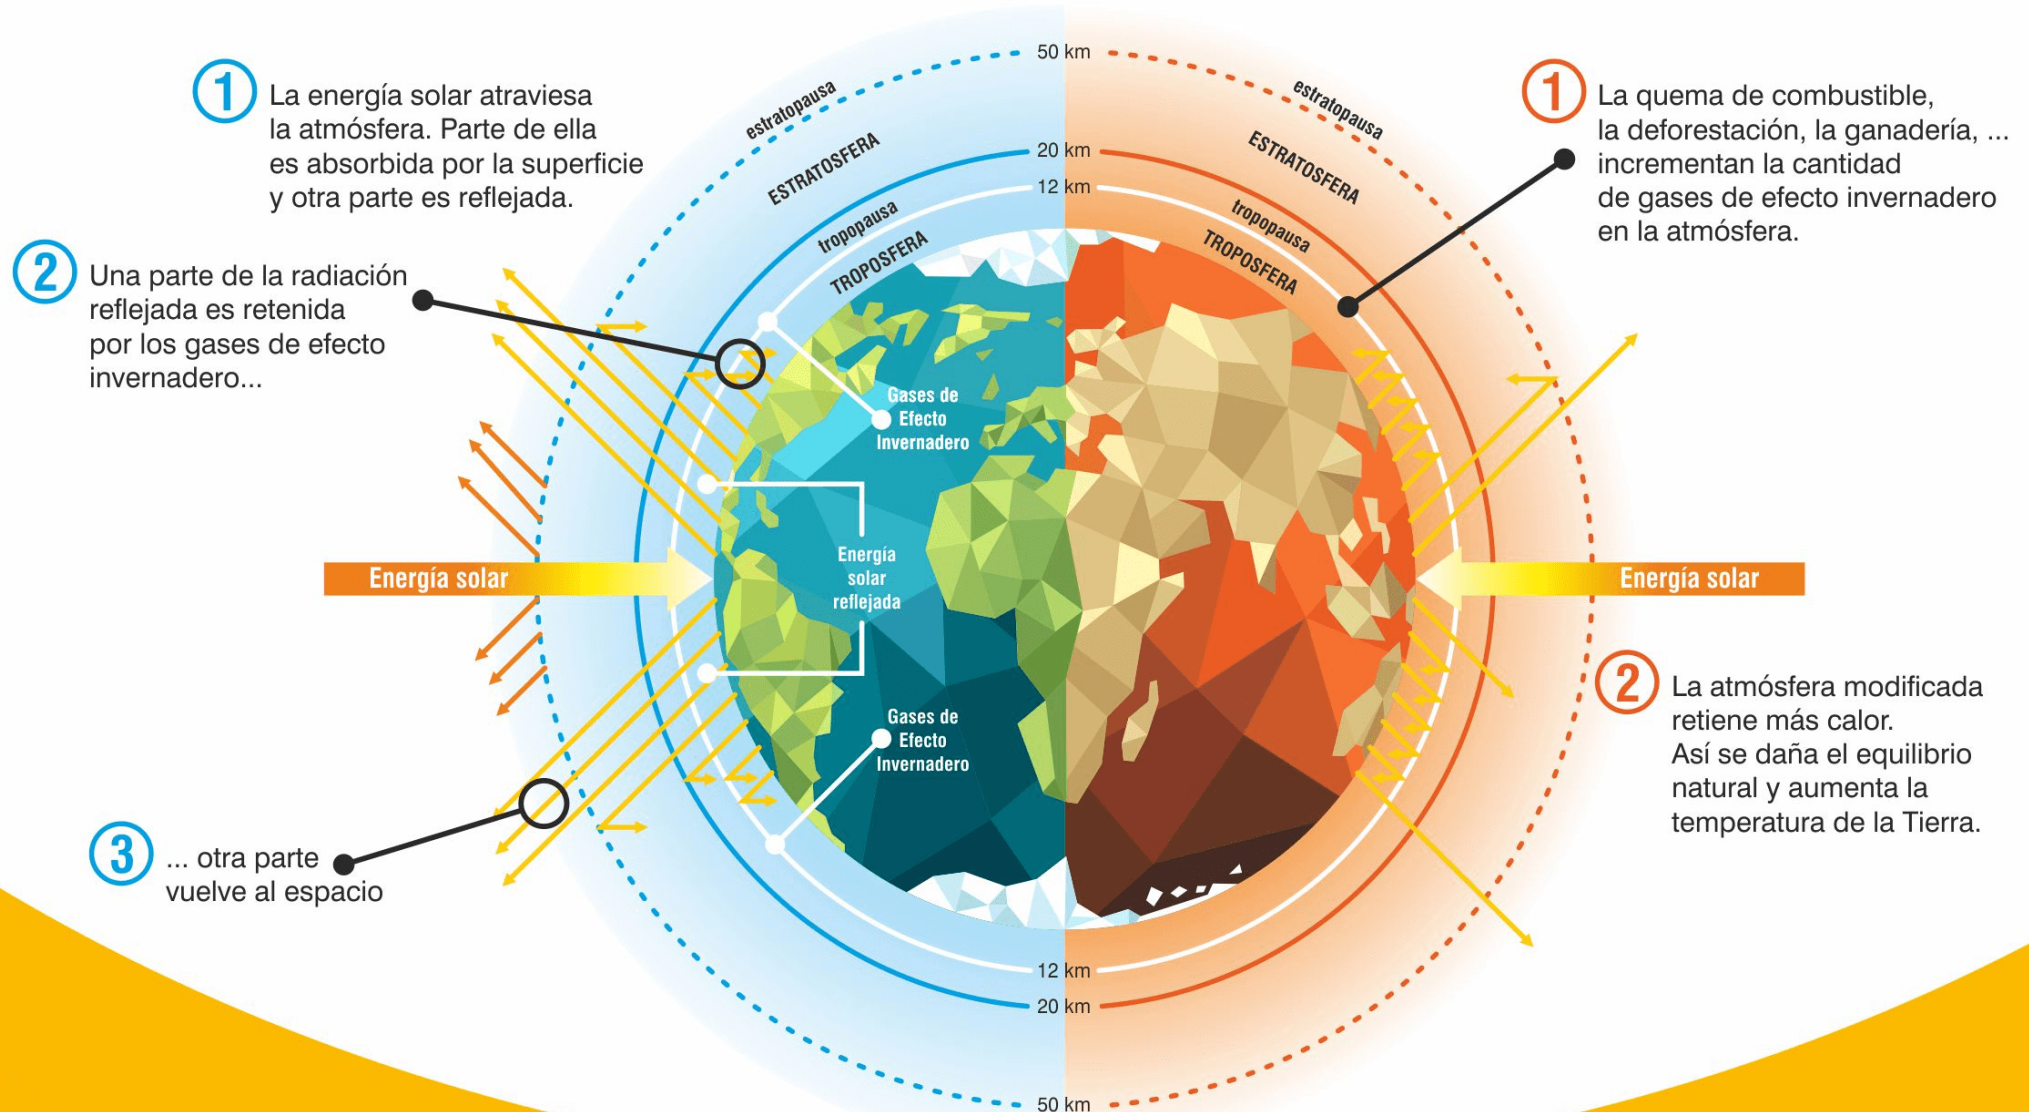 1
La energía solar atraviesa
la atmósfera. Parte de ella
es absorbida por la superficie
y otra parte es reflejada.
2
Una parte de la radiación
reflejada es retenida
por los gases de efecto
invernadero...
3
... otra parte
vuelve al espacio
50 km
20 km
12 km
estratopausa
ESTRATOSFERA
tropopausa
TROPOSFERA
estratopausa
ESTRATOSFERA
tropopausa
TROPOSFERA
Gases de
Efecto
Invernadero
Energía
solar
reflejada
Gases de
Efecto
Invernadero
Energía solar
Energía solar
12 km
20 km
50 km
1
La quema de combustible,
la deforestación, la ganadería, ...
incrementan la cantidad
de gases de efecto invernadero
en la atmósfera.
2
La atmósfera modificada
retiene más calor.
Así se daña el equilibrio
natural y aumenta la
temperatura de la Tierra.